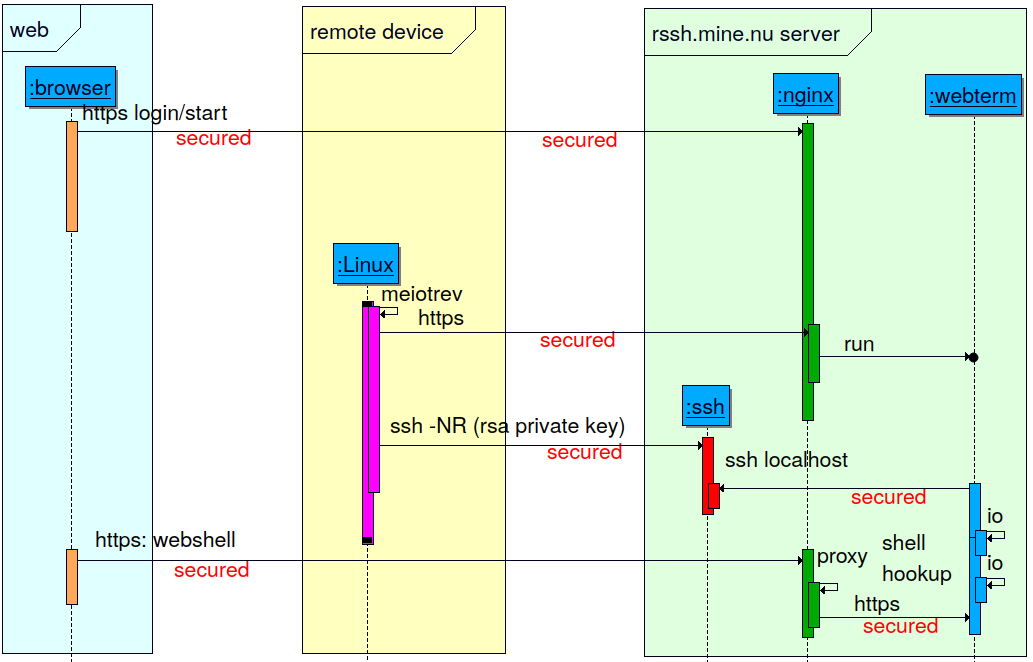 web
remote device
rssh.mine.nu server
:browser
:nginx
:webterm
https login/start
secured
secured
:Linux
meiotrev
https
secured
run
:ssh
ssh -NR (rsa private key)
secured
ssh localhost
secured
io
https: webshell
secured
proxy
shell
hookup
io
https
secured